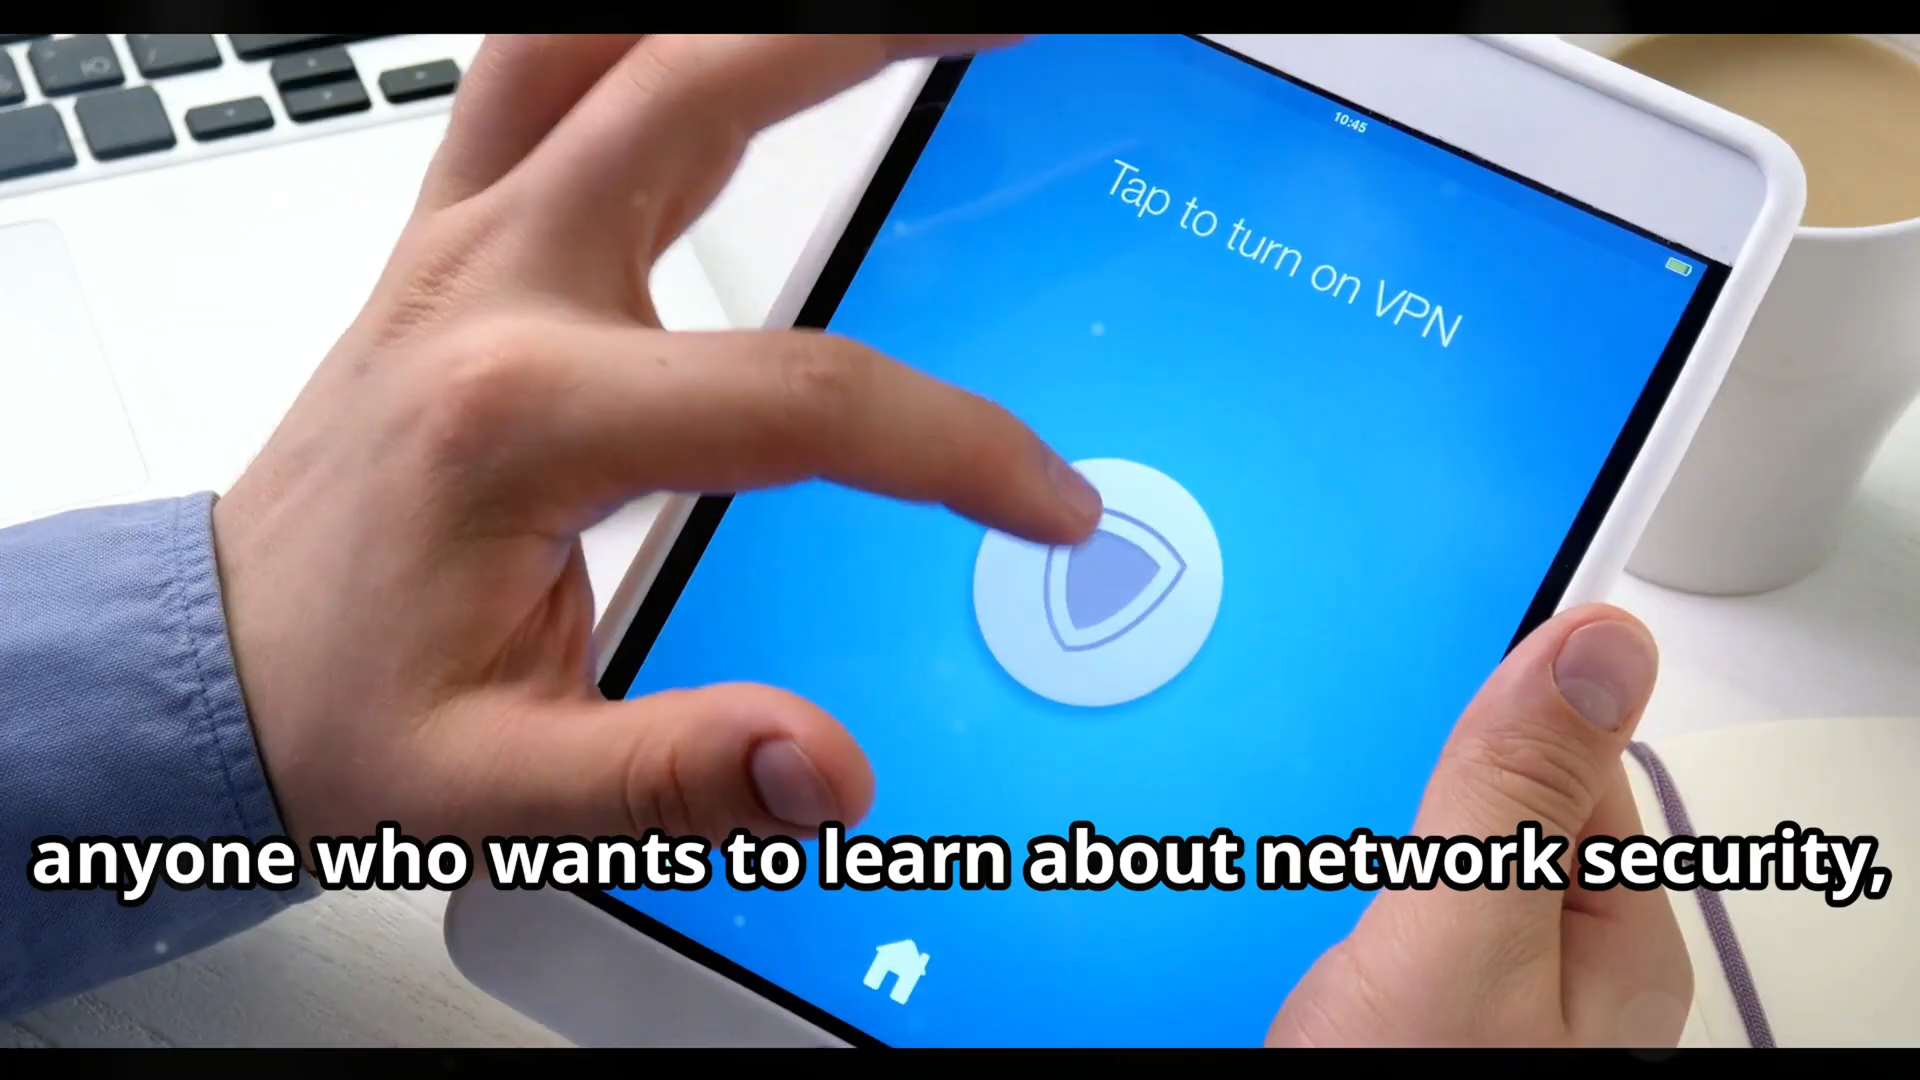 10:45
Tap to turn on VPN
anyone who wants to learn about network security,